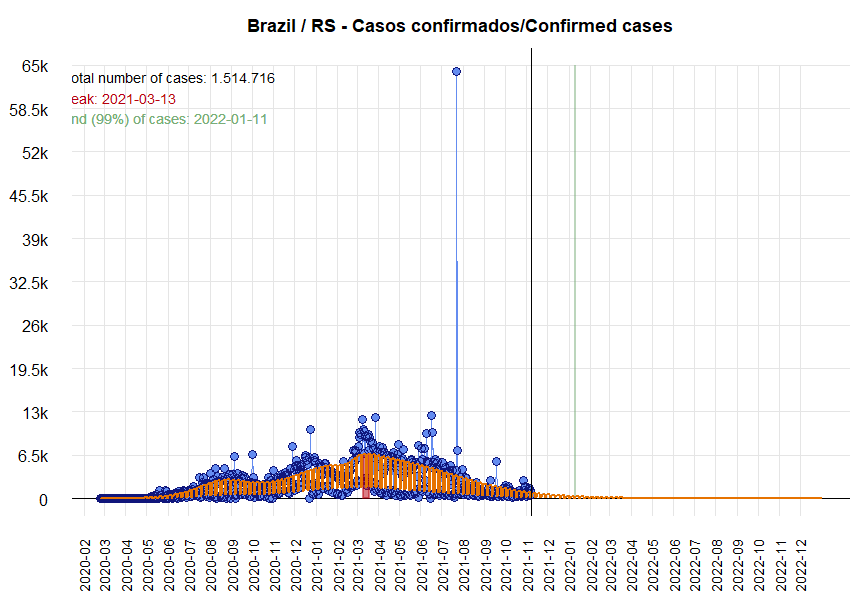 Brazil / RS - Casos confirmados/Confirmed cases
65k
58.5k
52k
45.5k
39k
32.5k
26k
19.5k
13k
6.5k
0
otal number of cases: 1.514.716
eak: 2021-03-13
nd (99%) of cases: 2022-01-11
2020-02
2020-03
2020-04
2020-05
2020-06
2020-07
2020-08
2020-09
2020-10
2020-11
2020-12
2021-01
2021-02
2021-03
2021-04
2021-05
2021-06
2021-07
2021-08
2021-09
2021-10
2021-11
2021-12
2022-01
2022-02
2022-03
2022-04
2022-05
2022-06
2022-07
2022-08
2022-09
2022-10
2022-11
2022-12